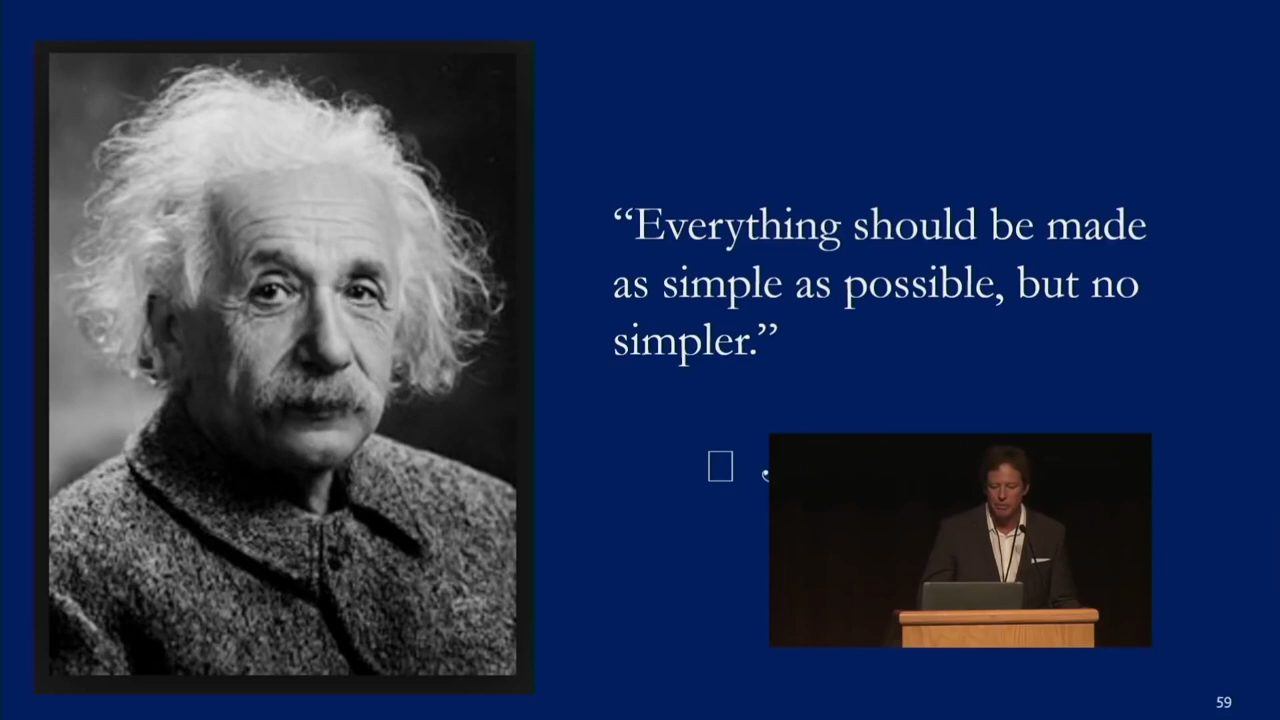 “Everything should be made
as simple as possible, but no
simpler.”
59